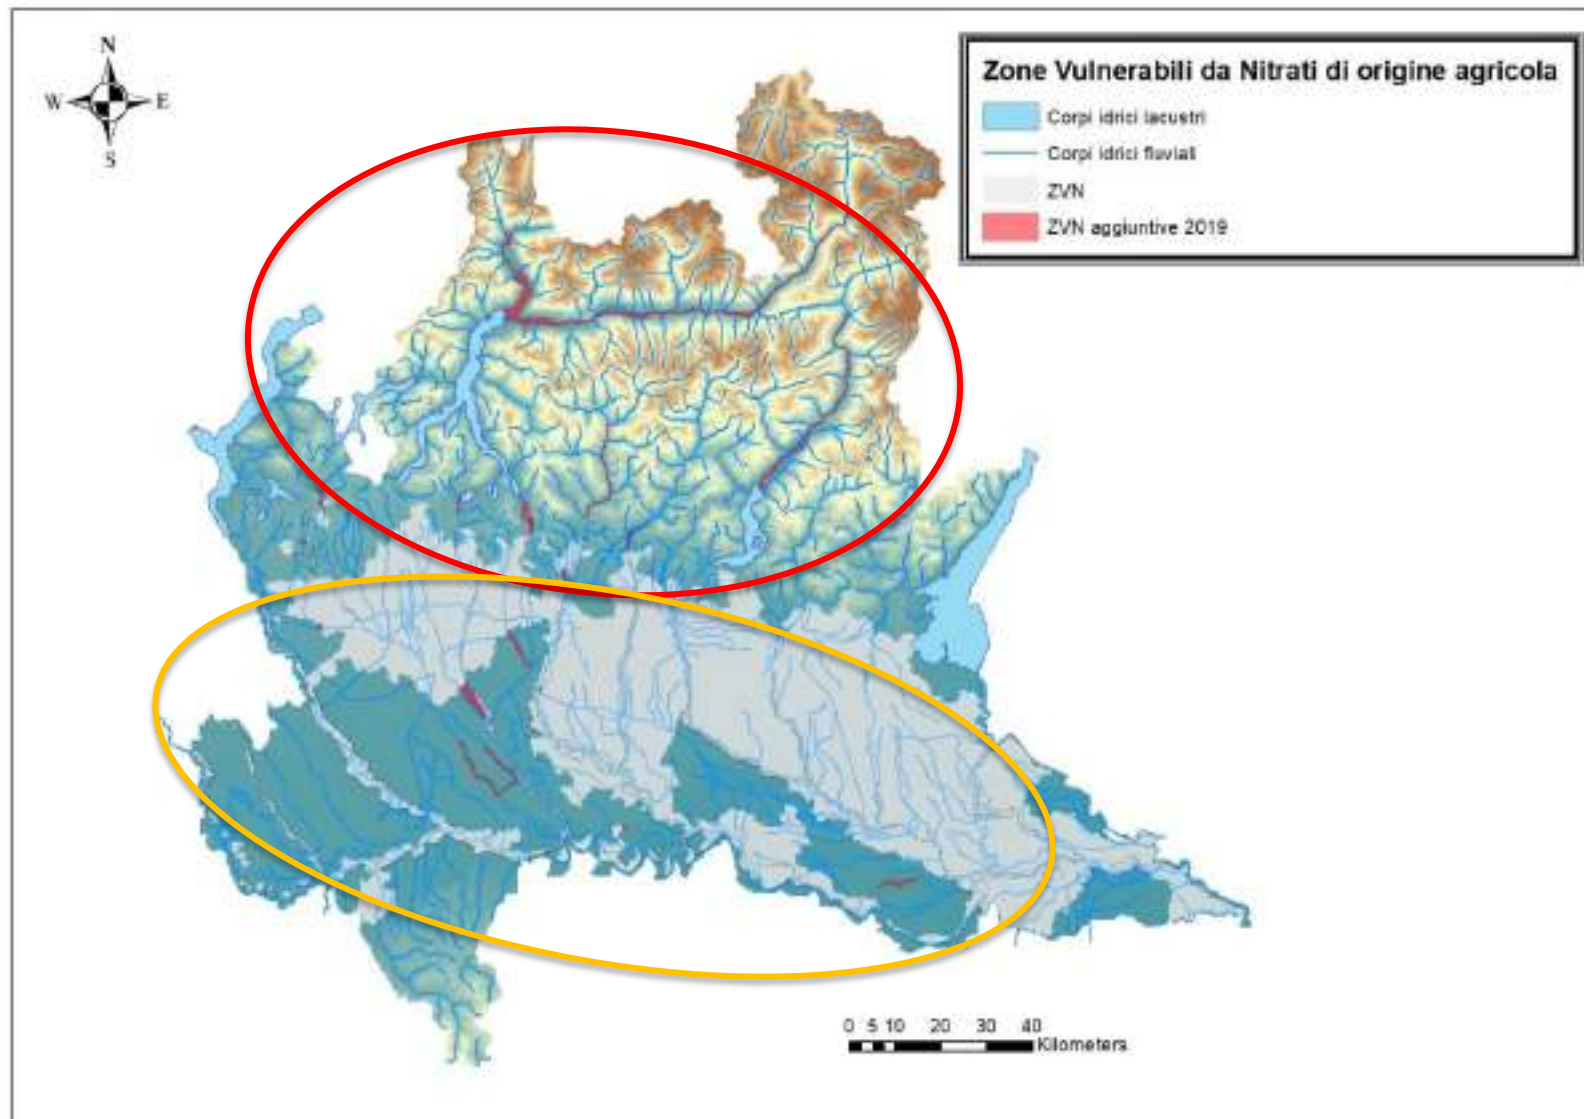 N
W E
S
Zone Vulnerabili da Nitrati di origine agricola
Corpi idrici lacustri
Corpi idrici fluviali
ZVN
ZVN aggiuntive 2019
0 5 10 20 30 40
Kilometers